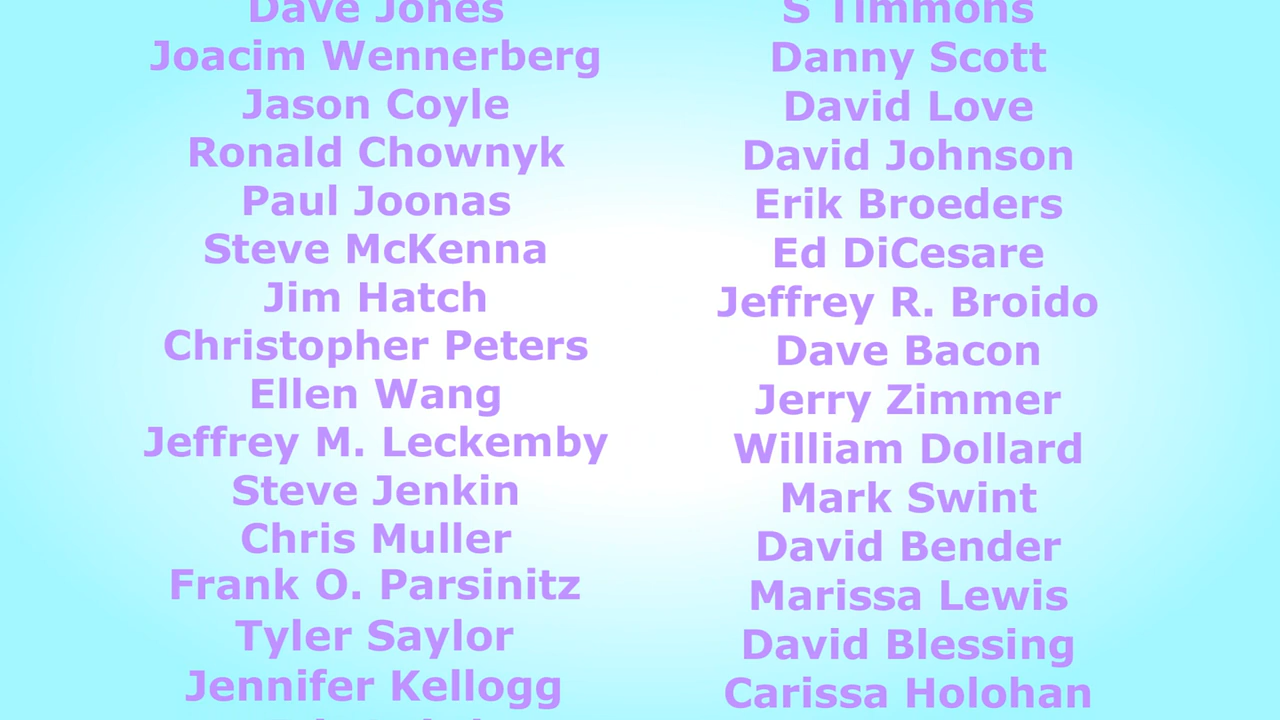 Dave Jones
Joacim Wennerberg
Jason Coyle
Ronald Chownyk
Paul Joonas
Steve McKenna
Jim Hatch
Christopher Peters
Ellen Wang
Jeffrey M. Leckemby
Steve Jenkin
Chris Muller
Frank O. Parsinitz
Tyler Saylor
Jennifer Kellogg
S Timmons
Danny Scott
David Love
David Johnson
Erik Broeders
Ed DiCesare
Jeffrey R. Broido
Dave Bacon
Jerry Zimmer
William Dollard
Mark Swint
David Bender
Marissa Lewis
David Blessing
Carissa Holohan